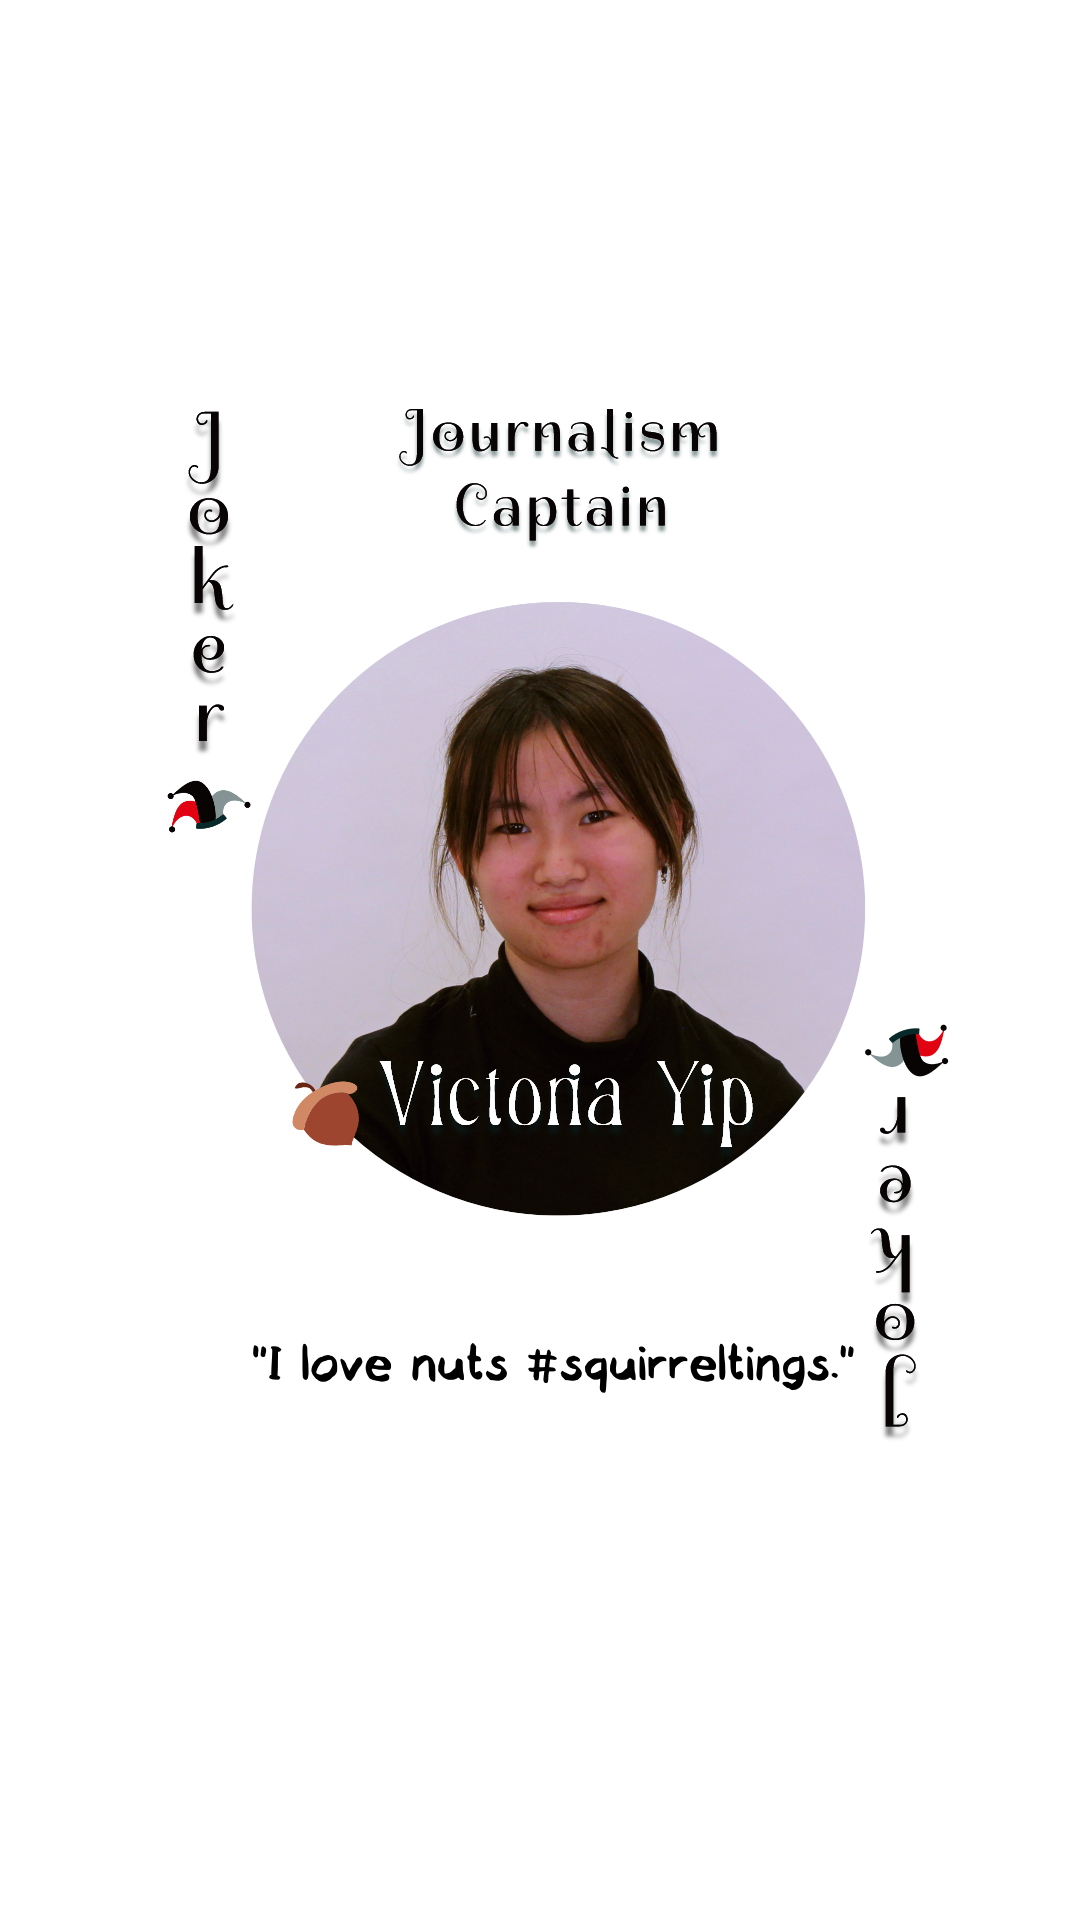 Joker
Journalism
Captain
Victoria Yip
Joker
"I love nuts #squirreltings."